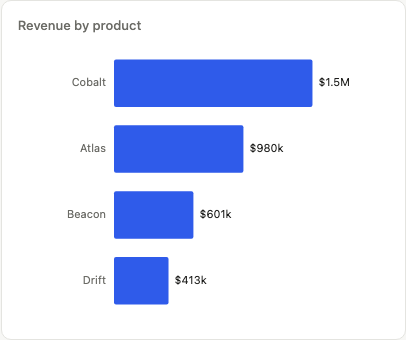 Revenue by product
Cobalt $1.5M
Atlas $980k
Beacon $601k
Drift $413k